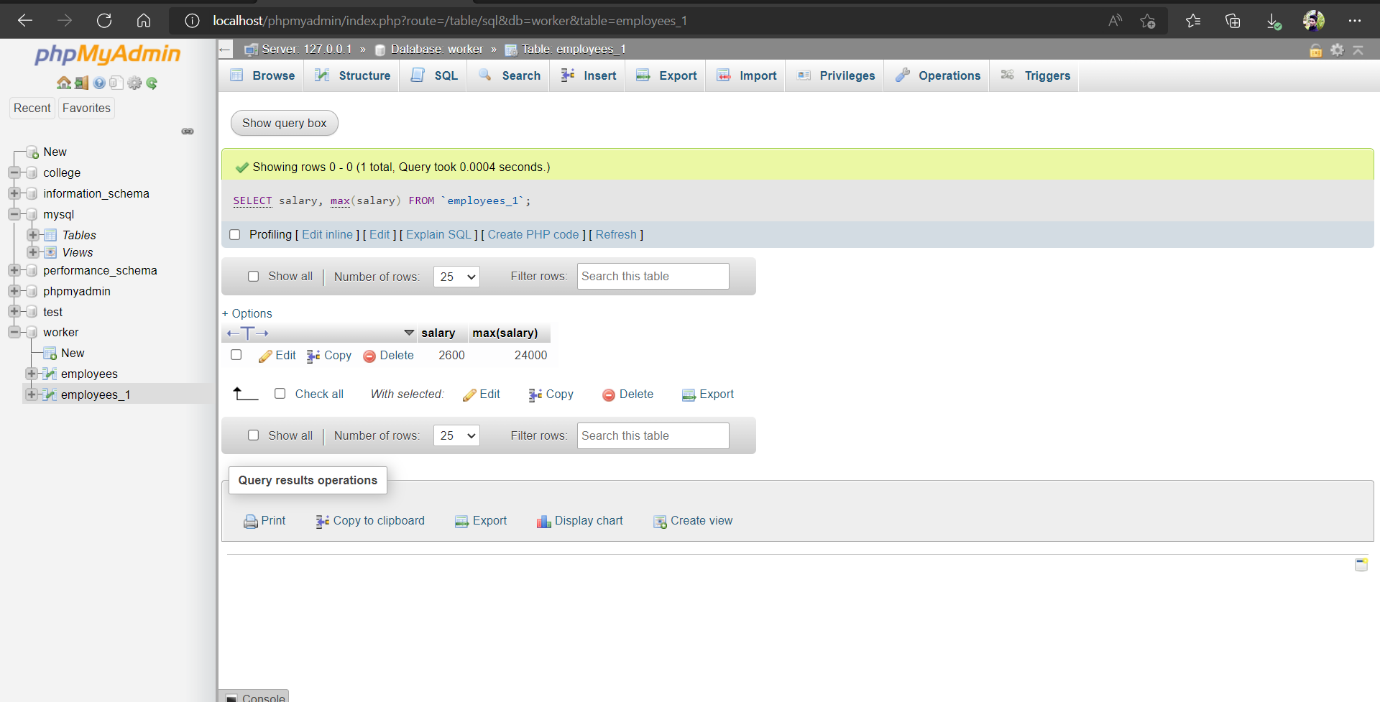 localhost/phpmyadmin/index.php?route=/table/sql&db=worker&table=employees_1
phpMyAdmin
Recent Favorites
New
college
information_schema
mysql
Tables
Views
performance_schema
phpmyadmin
test
worker
New
employees
employees_1
Server: 127.0.0.1 » Database: worker » Table: employees_1
Browse Structure SQL Search Insert Export Import Privileges Operations Triggers
Show query box
Showing rows 0 - 0 (1 total, Query took 0.0004 seconds.)
SELECT salary, max(salary) FROM `employees_1`;
Profiling [ Edit inline ] [ Edit ] [ Explain SQL ] [ Create PHP code ] [ Refresh ]
Show all Number of rows: 25 Filter rows: Search this table
+ Options
←T→ salary max(salary)
Edit Copy Delete 2600 24000
Check all With selected: Edit Copy Delete Export
Show all Number of rows: 25 Filter rows: Search this table
Query results operations
Print Copy to clipboard Export Display chart Create view
Console